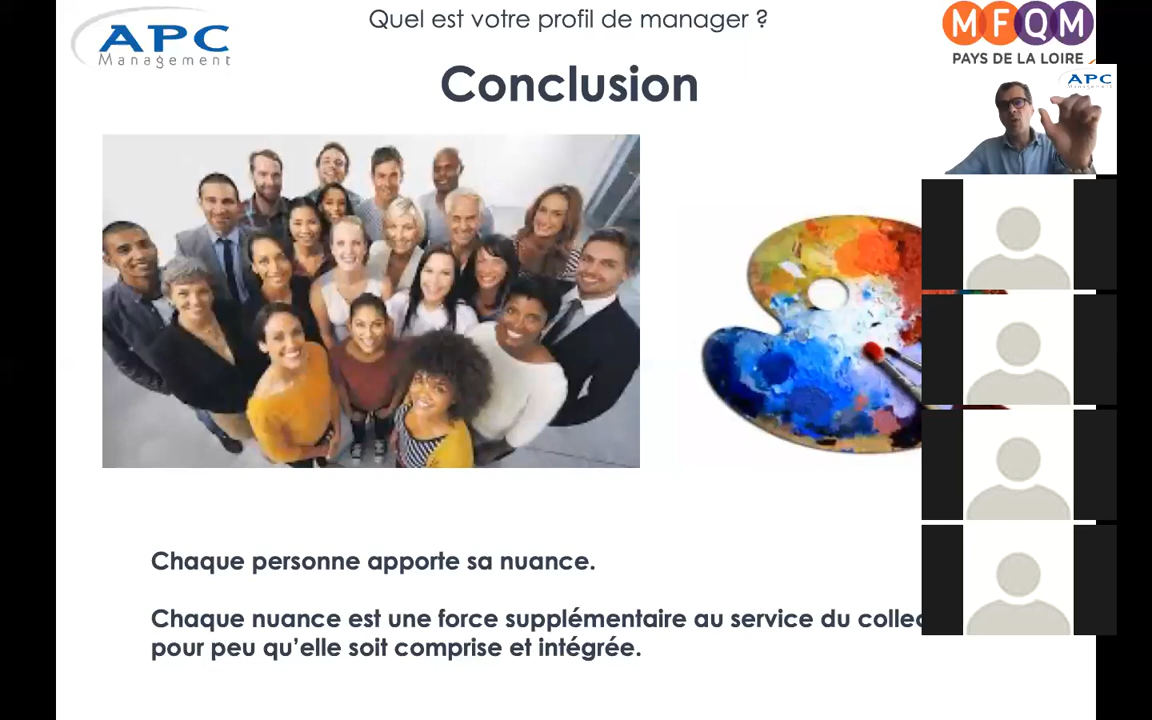 Quel est votre profil de manager ?
APC
Management
MFQM
PAYS DE LA LOIRE
APC
Management
Conclusion
Chaque personne apporte sa nuance.
Chaque nuance est une force supplémentaire au service du
pour peu qu'elle soit comprise et intégrée.